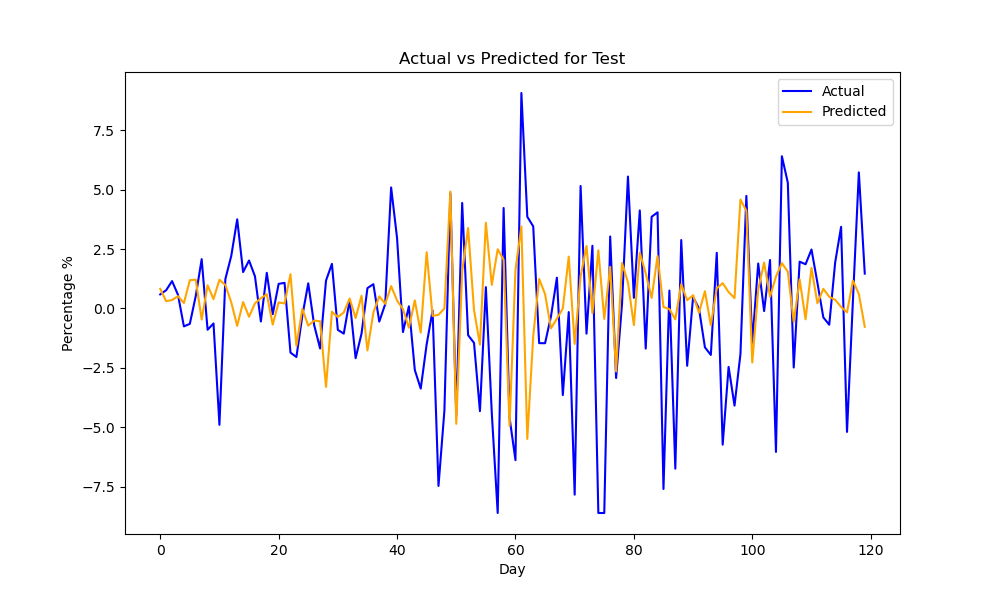 Actual vs Predicted for Test
Actual
Predicted
Percentage %
7.5
5.0
2.5
0.0
−2.5
−5.0
−7.5
0 20 40 60 80 100 120
Day